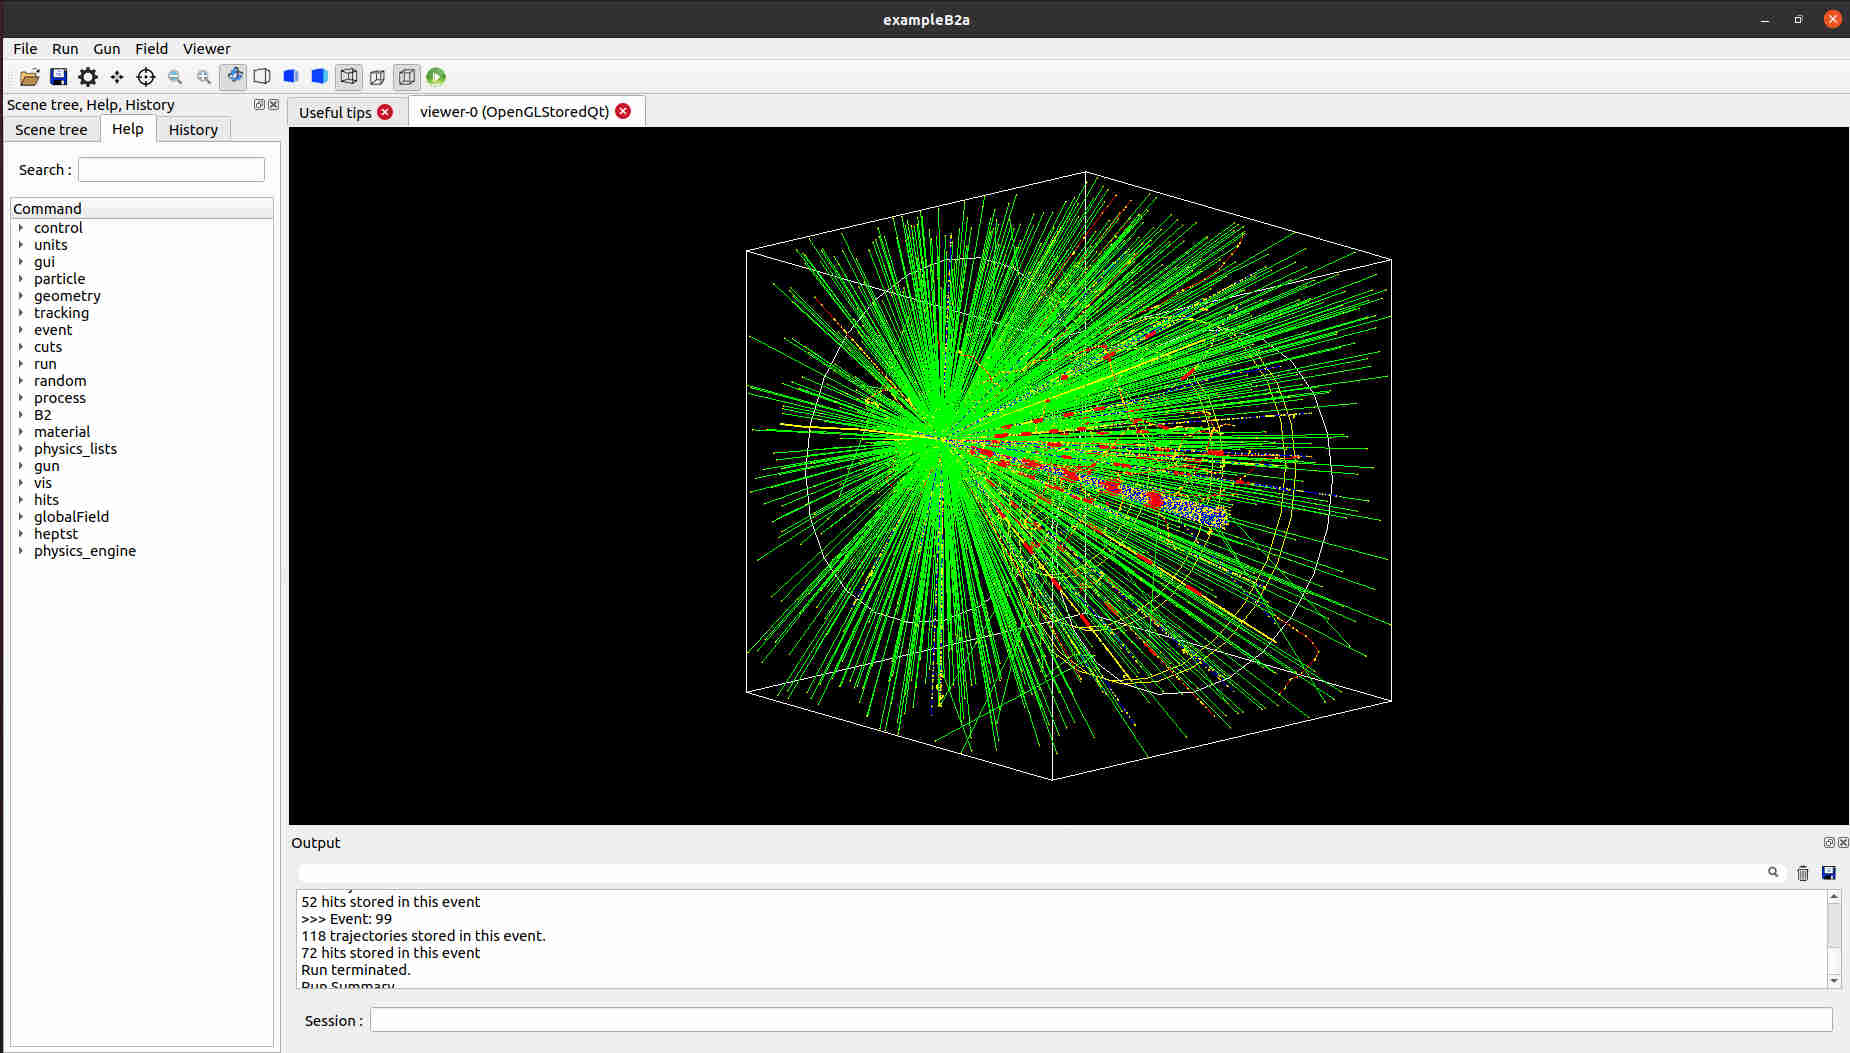 exampleB2a
File Run Gun Field Viewer
Scene tree, Help, History
Useful tips
viewer-0 (OpenGLStoredQt)
Scene tree Help History
Search :
Command
control
units
gui
particle
geometry
tracking
event
cuts
run
random
process
B2
material
physics_lists
gun
vis
hits
globalField
heptst
physics_engine
Output
52 hits stored in this event
>>> Event: 99
118 trajectories stored in this event.
72 hits stored in this event
Run terminated.
Run Summary
Session :